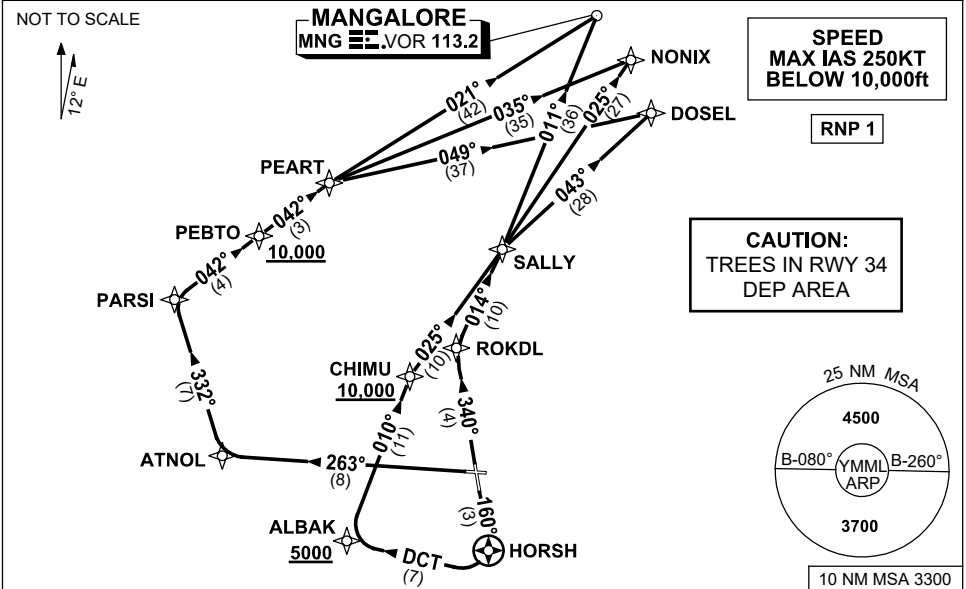 NOT TO SCALE
12° E
MANGALORE
MNG VOR 113.2
SPEED
MAX IAS 250KT
BELOW 10,000ft
RNP 1
NONIX
DOSEL
021°
(42)
035°
(35)
049°
(37)
011°
(36)
025°
(27)
043°
(28)
PEART
042°
(3)
PEBTO
10,000
042°
(4)
PARSI
SALLY
CAUTION:
TREES IN RWY 34
DEP AREA
014°
(10)
ROKDL
025°
(10)
CHIMU
10,000
332°
(7)
010°
(11)
340°
(4)
ATNOL
263°
(8)
160°
(3)
ALBAK
5000
DCT
(7)
HORSH
25 NM MSA
4500
B-080°
YMML
ARP
B-260°
3700
10 NM MSA 3300